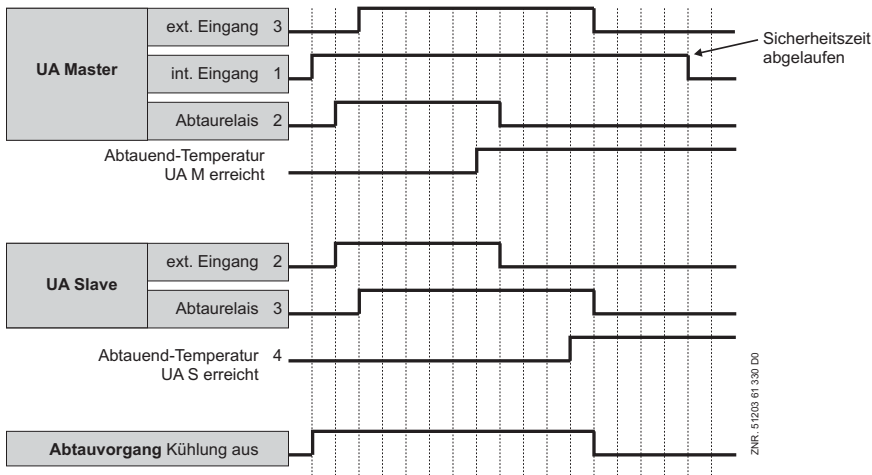 UA Master
ext. Eingang 3
int. Eingang 1
Abtaurelais 2
Abtauend-Temperatur
UA M erreicht
Sicherheitszeit
abgelaufen
UA Slave
ext. Eingang 2
Abtaurelais 3
Abtauend-Temperatur 4
UA S erreicht
Abtauvorgang Kühlung aus
ZNR. 51203 61 330 D0